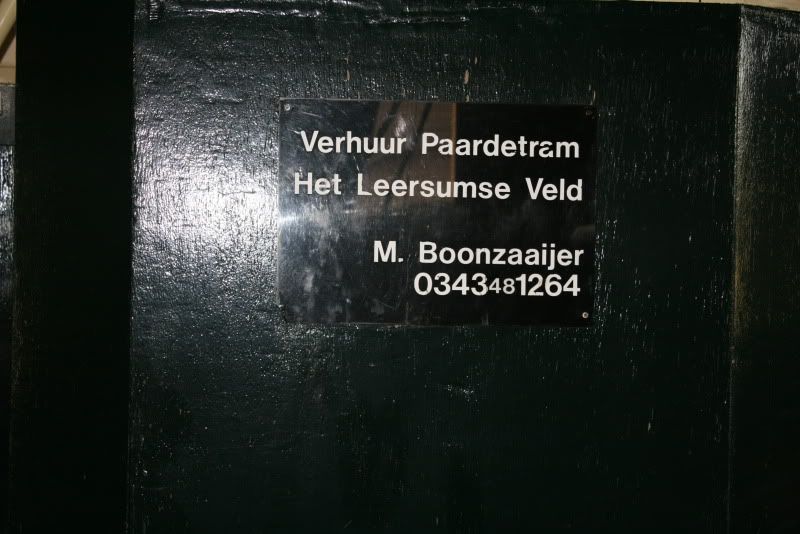 Verhuur Paardetram
Het Leersumse Veld
M. Boonzaaijer
0343481264